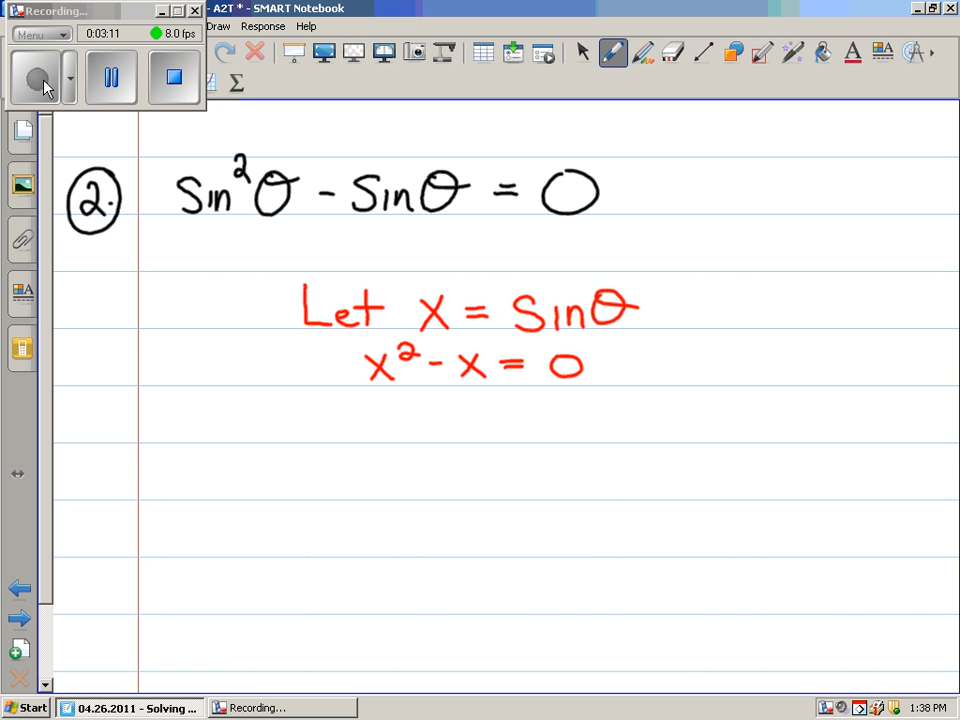 Recording...
- A2T * - SMART Notebook
Menu
0:03:11
8.0 fps
Draw Response Help
2. Sin²θ - Sinθ = 0
Let x = Sinθ
x² - x = 0
Start
04.26.2011 - Solving ...
Recording...
1:38 PM